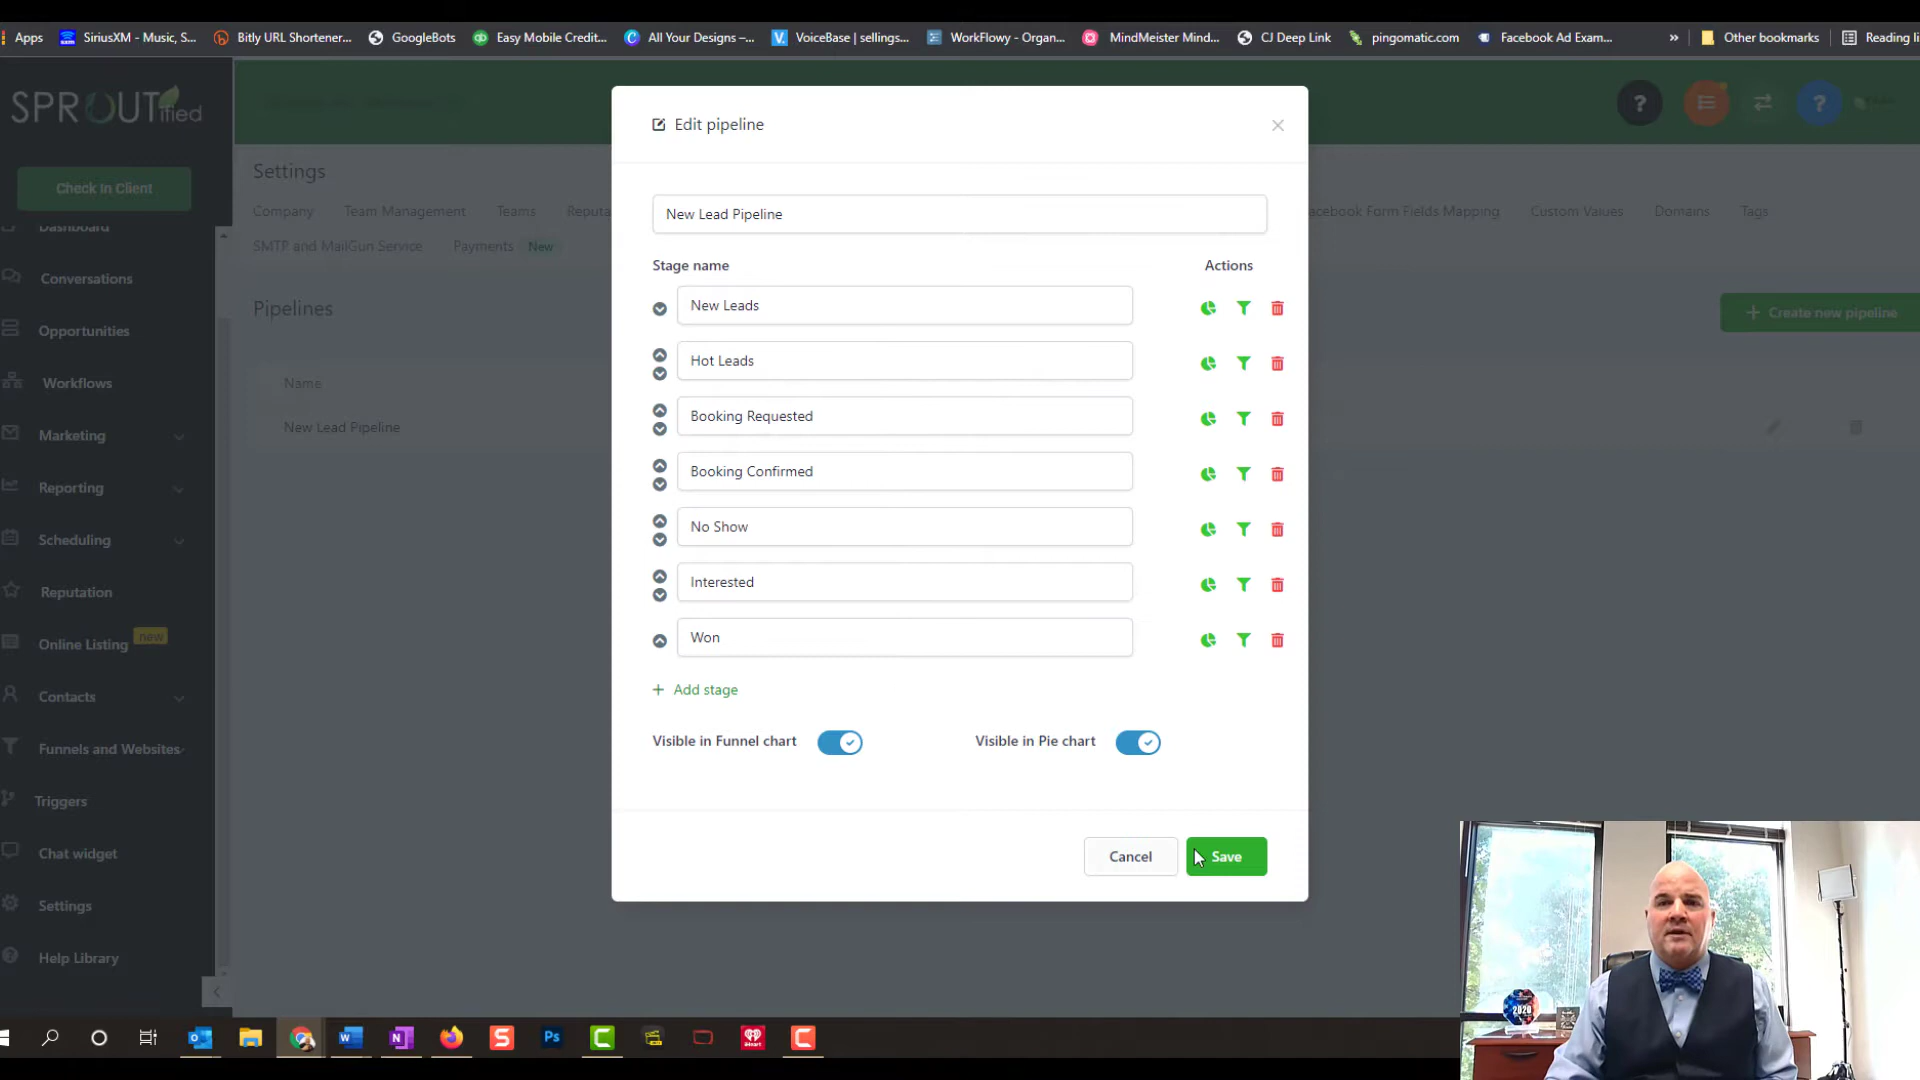 Apps SiriusXM - Music, S... Bitly URL Shortener... GoogleBots Easy Mobile Credit... All Your Designs –... VoiceBase | sellings... WorkFlowy - Organ... MindMeister Mind... CJ Deep Link pingomatic.com Facebook Ad Exam... » Other bookmarks Reading li
SPROUTified
Check In Client
Dashboard
Conversations
Opportunities
Workflows
Marketing
Reporting
Scheduling
Reputation
Online Listing new
Contacts
Funnels and Websites
Triggers
Chat widget
Settings
Help Library
Settings
Company Team Management Teams Reputa
acebook Form Fields Mapping Custom Values Domains Tags
SMTP and MailGun Service Payments New
Pipelines
+ Create new pipeline
Name
New Lead Pipeline
Edit pipeline
New Lead Pipeline
Stage name Actions
New Leads
Hot Leads
Booking Requested
Booking Confirmed
No Show
Interested
Won
+ Add stage
Visible in Funnel chart Visible in Pie chart
Cancel Save
2020